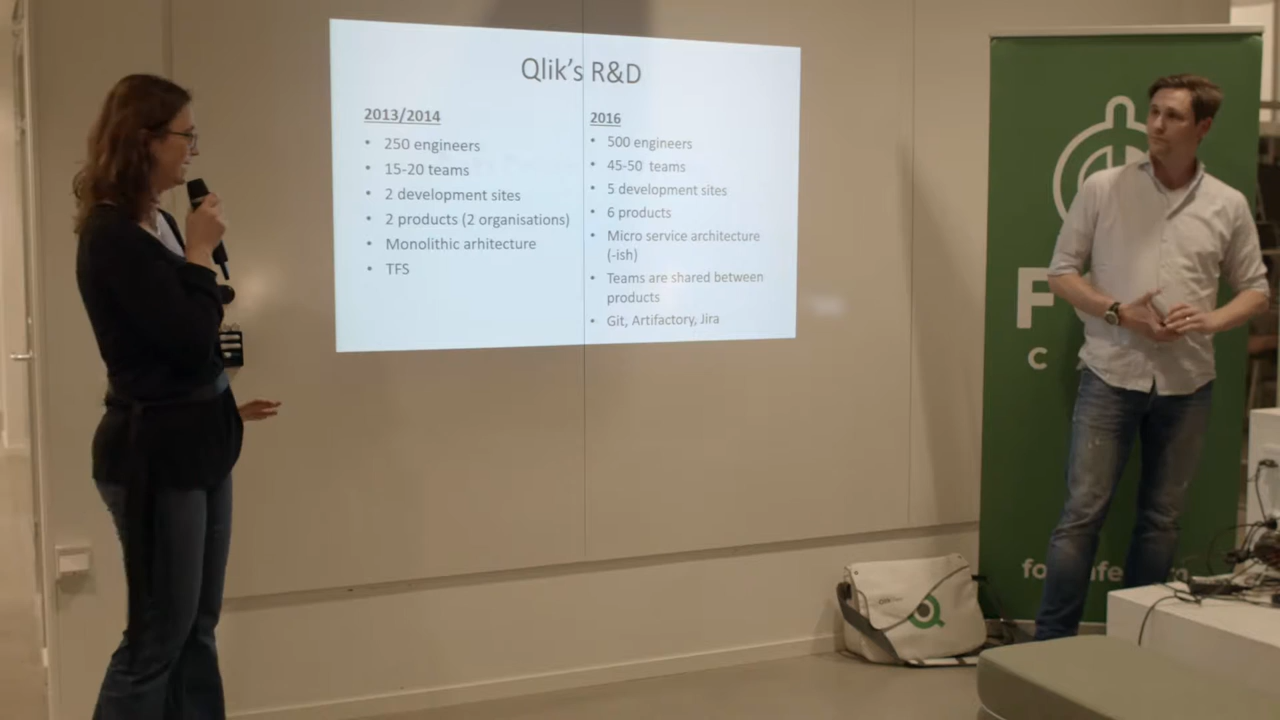 Qlik's R&D
2013/2014
• 250 engineers
• 15-20 teams
• 2 development sites
• 2 products (2 organisations)
• Monolithic arhitecture
• TFS
2016
• 500 engineers
• 45-50 teams
• 5 development sites
• 6 products
• Micro service architecture
(-ish)
• Teams are shared between
products
• Git, Artifactory, Jira